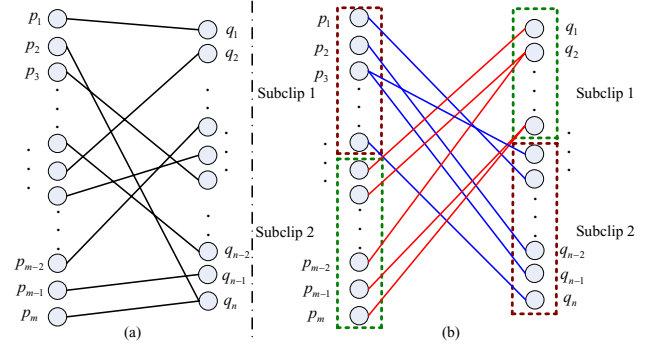 p1
p2
p3
pm-2
pm-1
pm
q1
q2
qn-2
qn-1
qn
(a)
Subclip 1
Subclip 2
p1
p2
p3
pm-2
pm-1
pm
q1
q2
qn-2
qn-1
qn
Subclip 1
Subclip 2
(b)